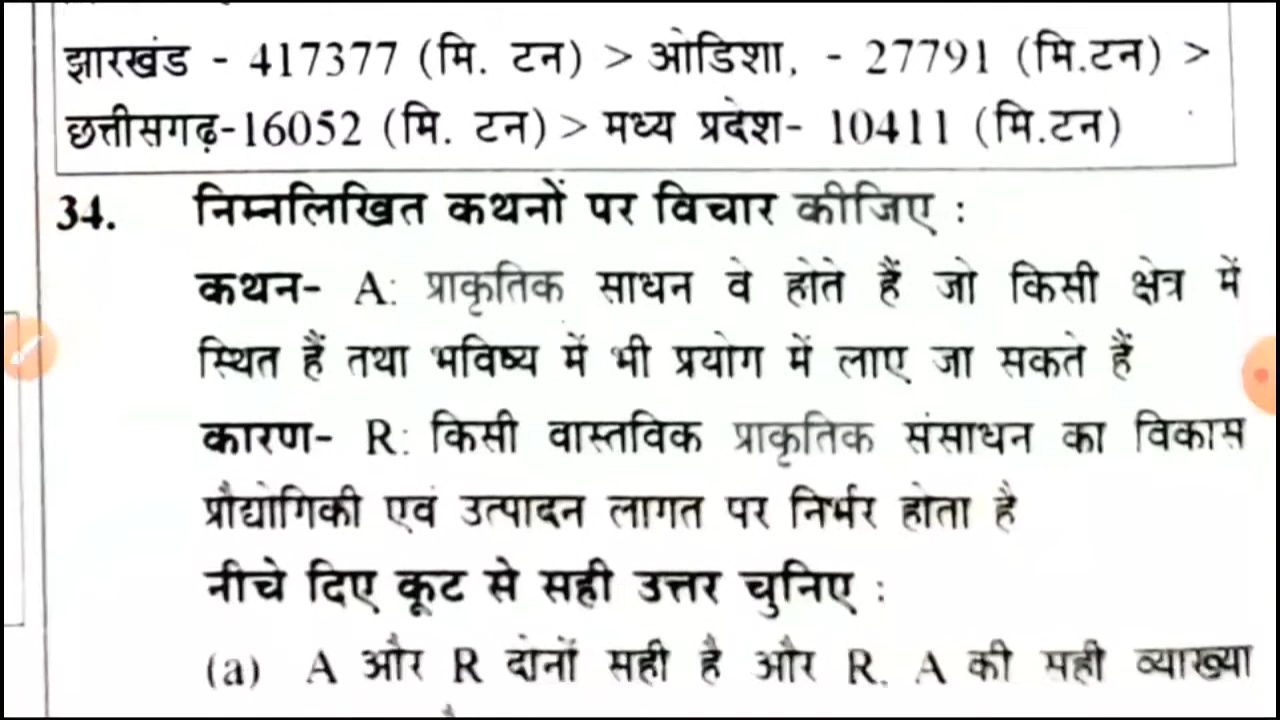 झारखंड - 417377 (मि. टन) > ओडिशा, - 27791 (मि.टन) >
छत्तीसगढ़-16052 (मि. टन) > मध्य प्रदेश- 10411 (मि.टन)
34. निम्नलिखित कथनों पर विचार कीजिए :
कथन- A: प्राकृतिक साधन वे होते हैं जो किसी क्षेत्र में
स्थित हैं तथा भविष्य में भी प्रयोग में लाए जा सकते हैं
कारण- R: किसी वास्तविक प्राकृतिक संसाधन का विकास
प्रौद्योगिकी एवं उत्पादन लागत पर निर्भर होता है
नीचे दिए कूट से सही उत्तर चुनिए :
(a) A और R दोनों सही है और R, A की सही व्याख्या